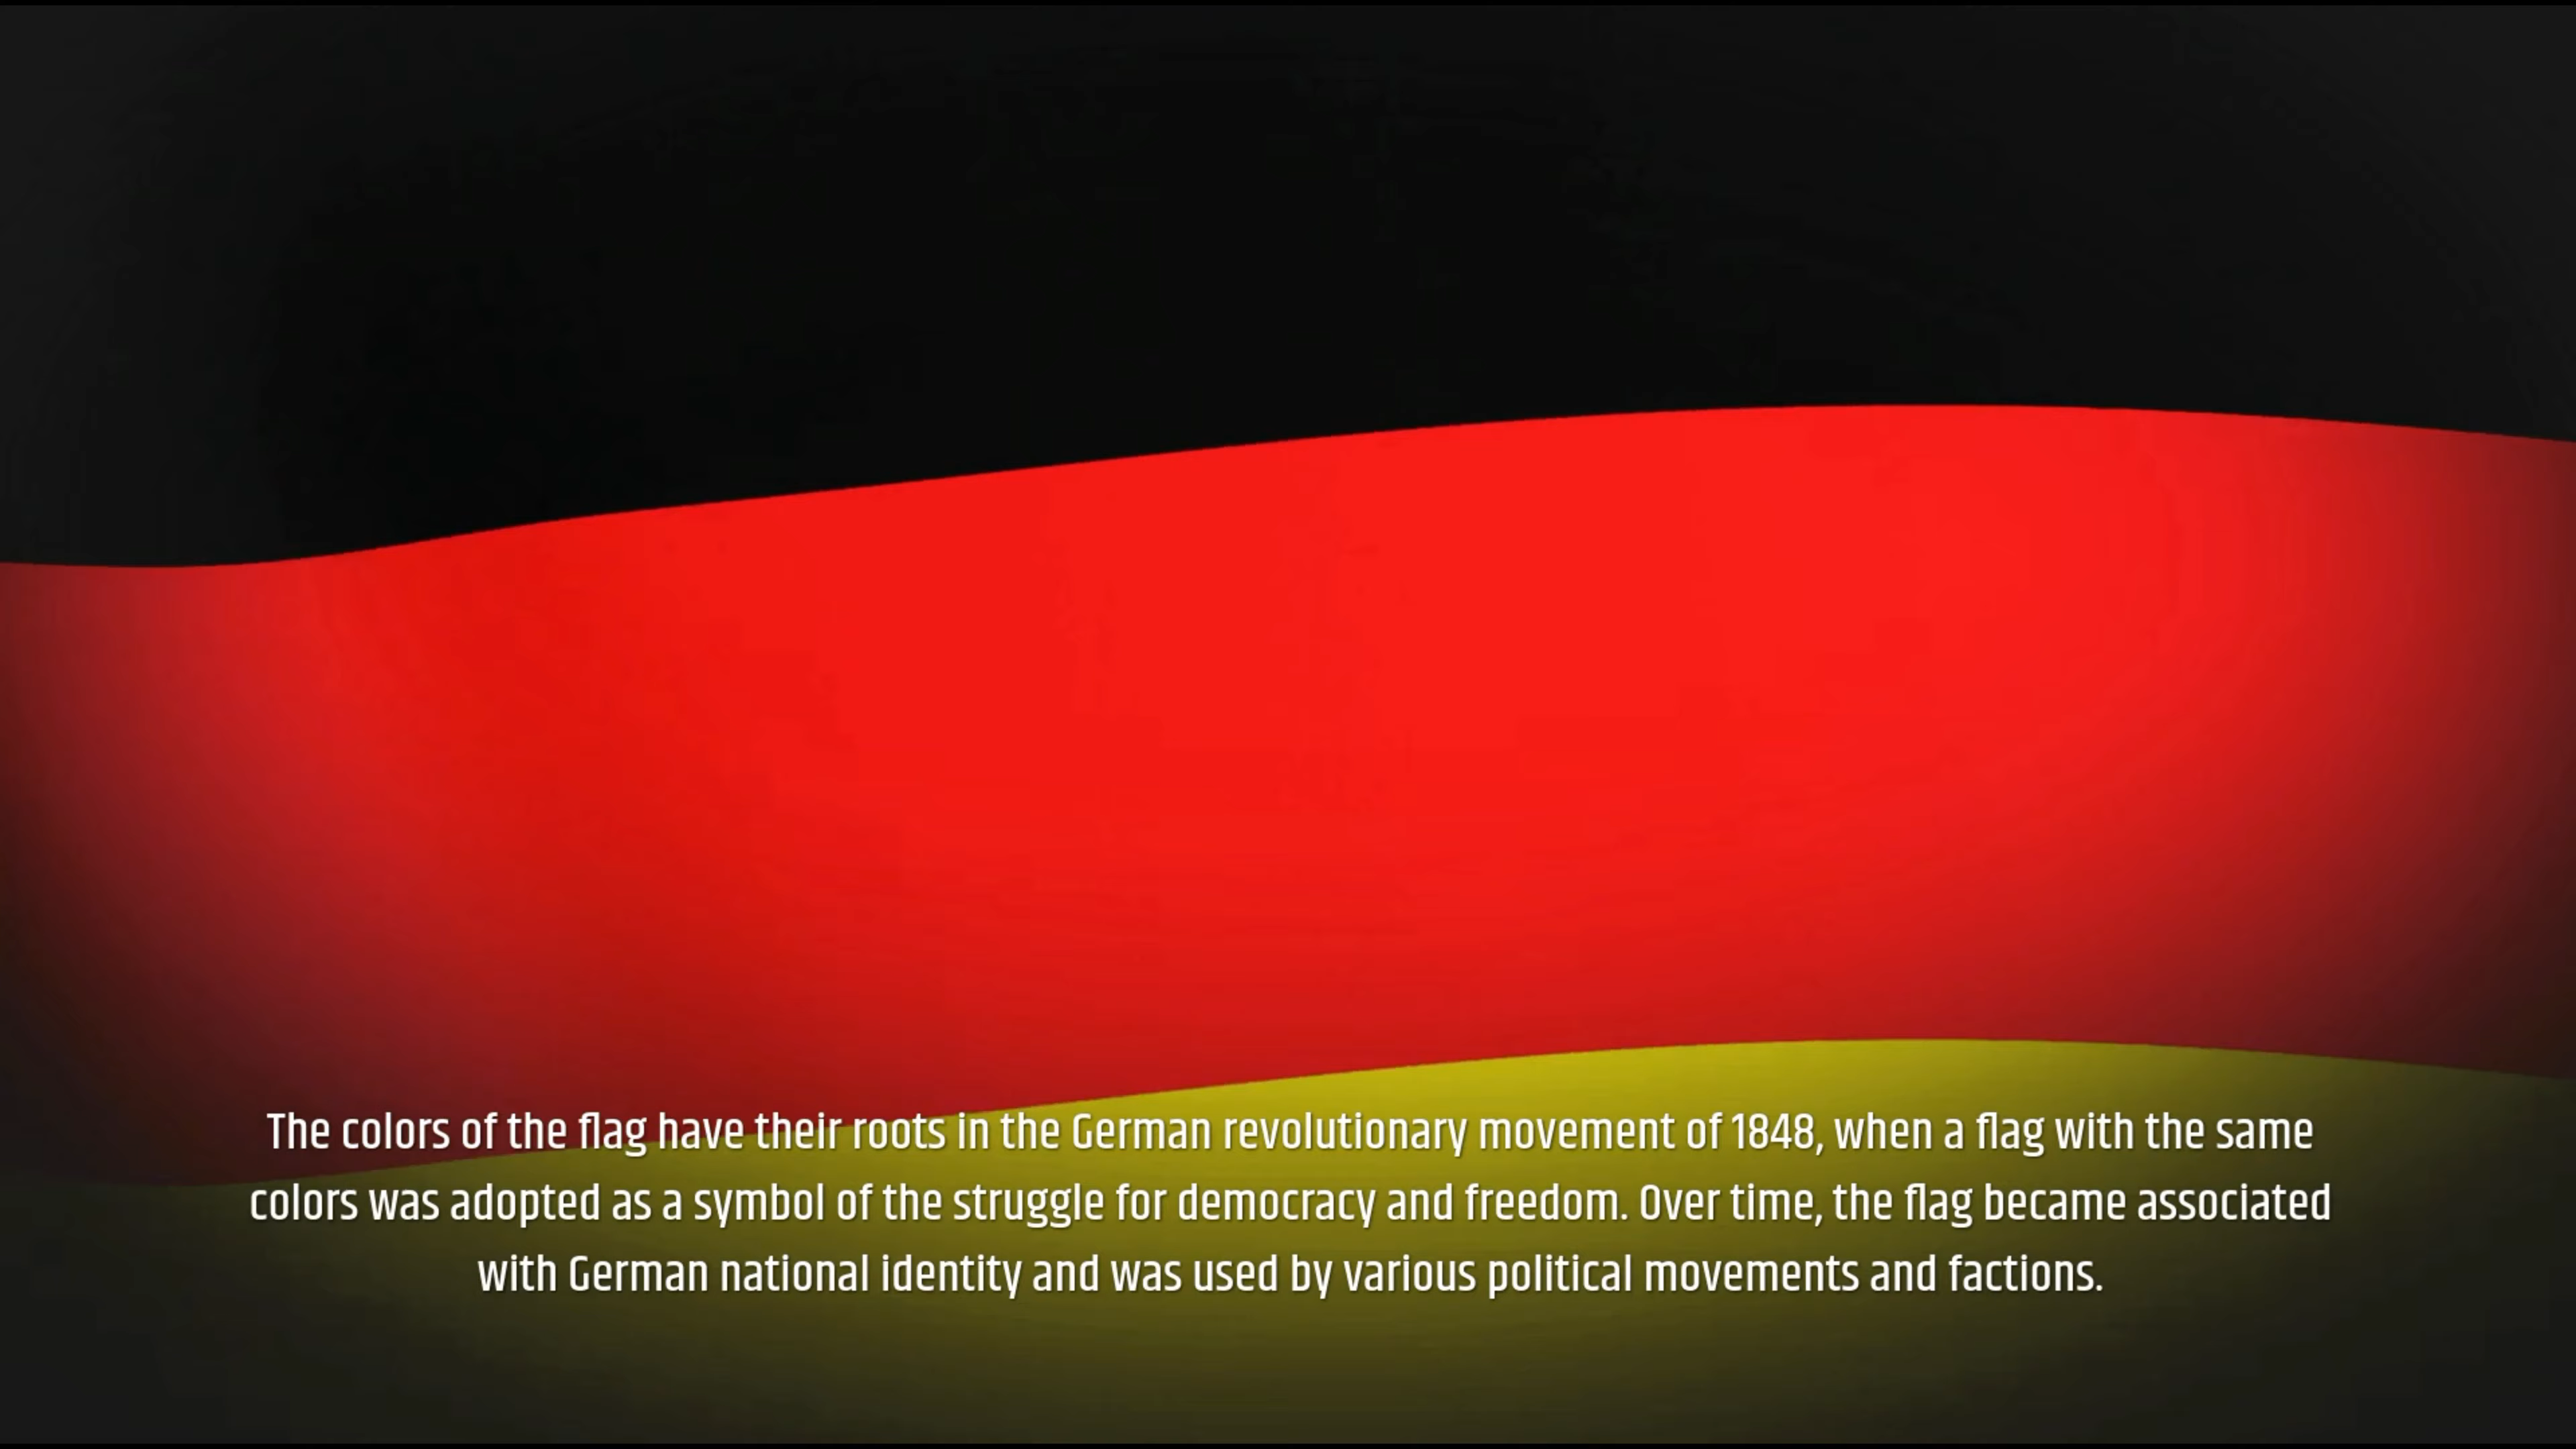 The colors of the flag have their roots in the German revolutionary movement of 1848, when a flag with the same
colors was adopted as a symbol of the struggle for democracy and freedom. Over time, the flag became associated
with German national identity and was used by various political movements and factions.